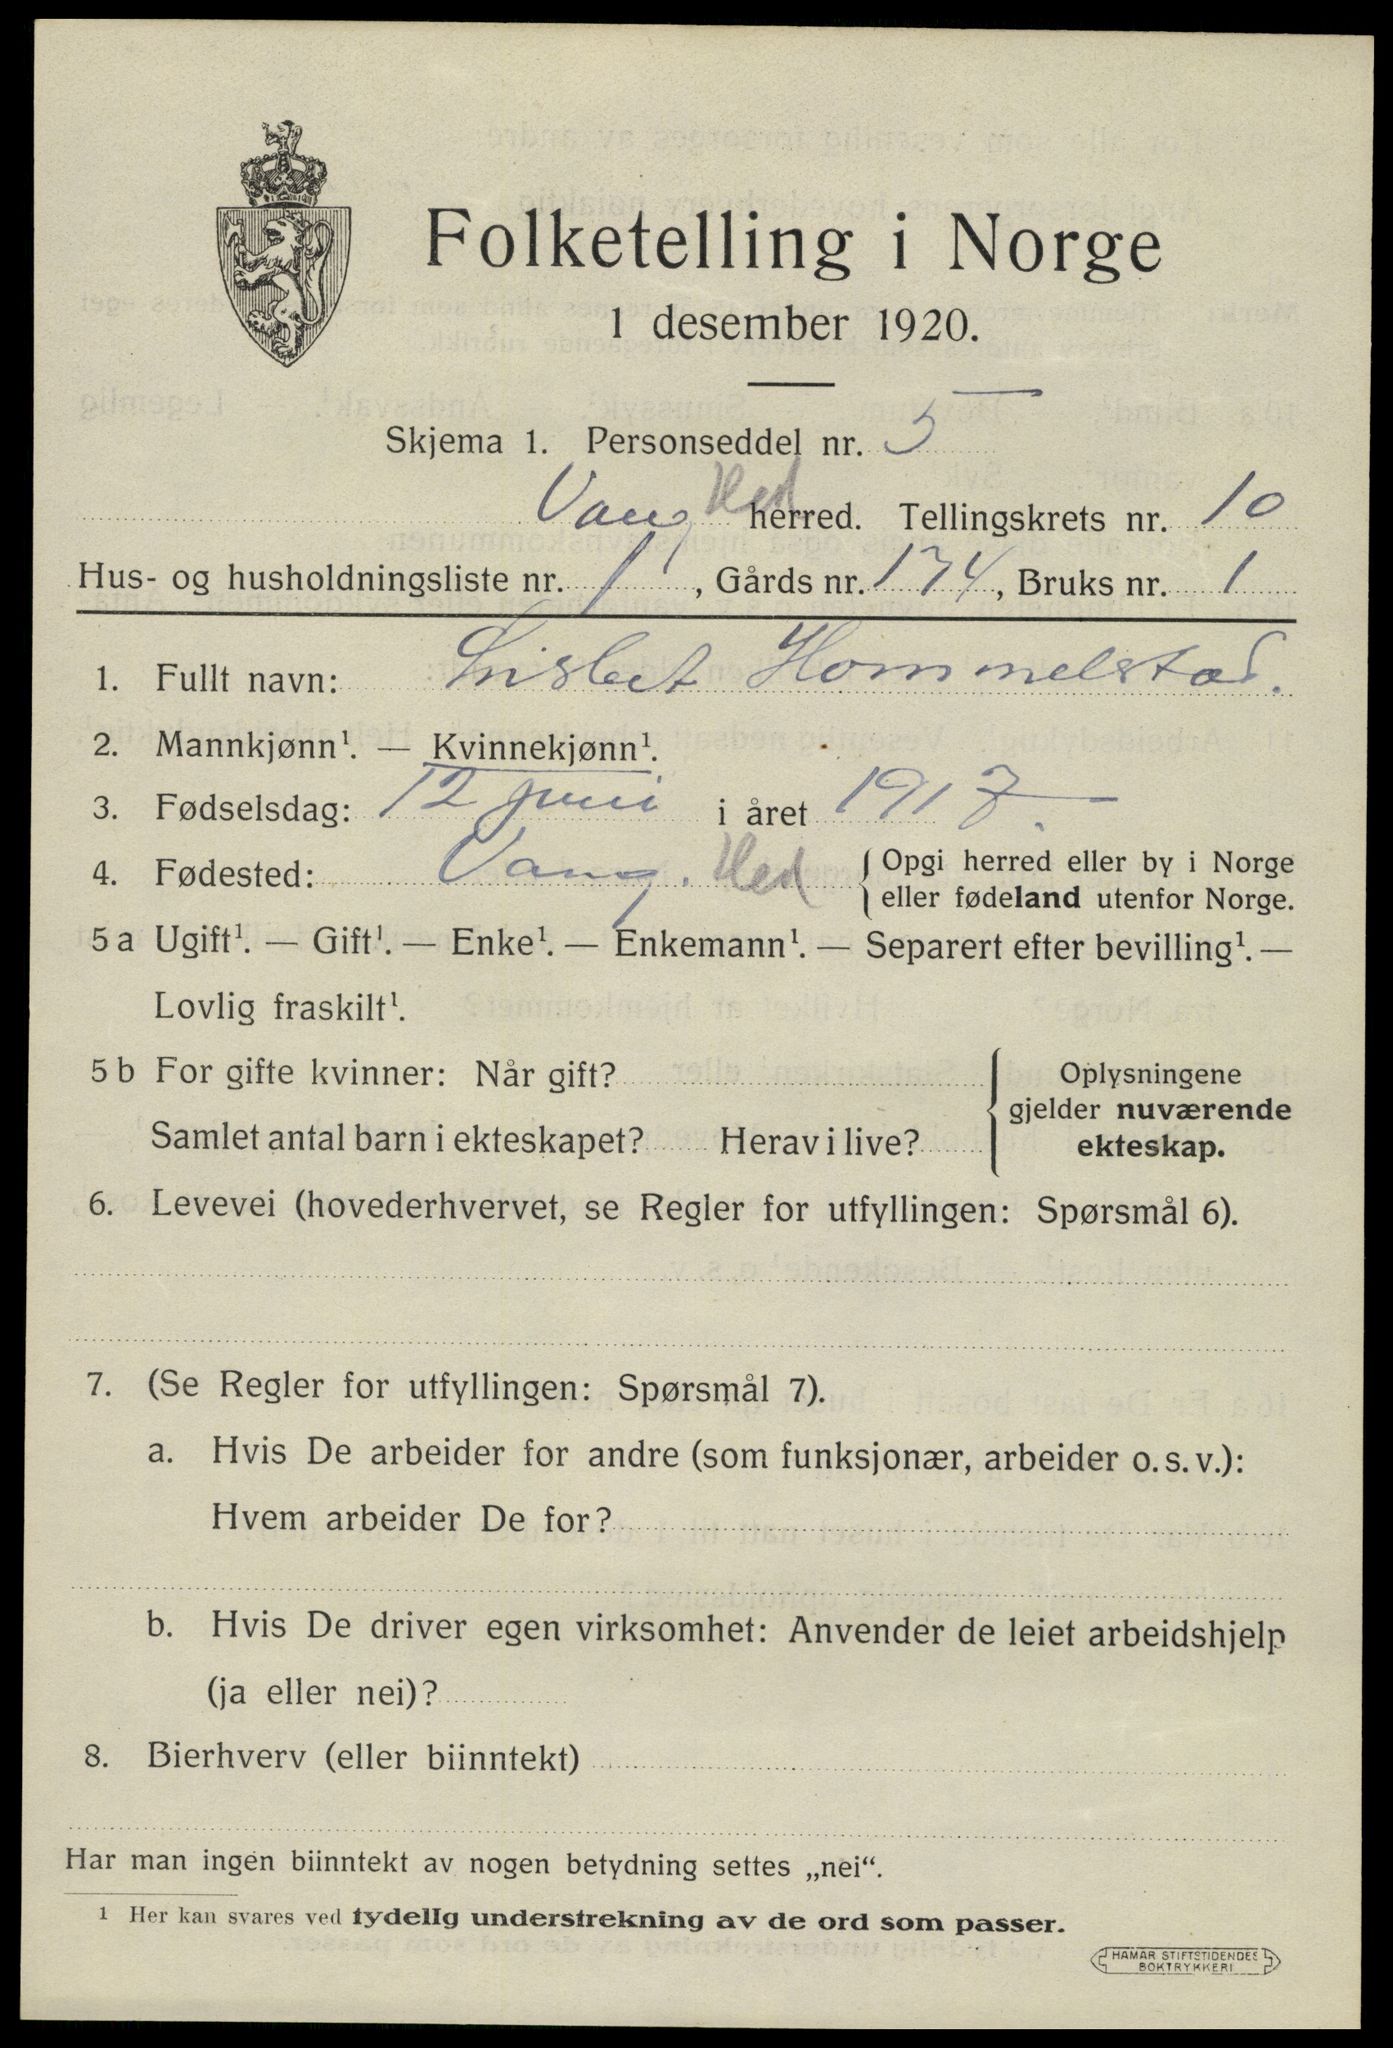 Folketelling i Norge
1 desember 1920.
Skjema 1. Personseddel nr. 5
Vang Hed herred. Tellingskrets nr. 10
Hus- og husholdningsliste nr. 1, Gårds nr. 174, Bruks nr. 1
1. Fullt navn: Lisbet Hommelstad.
2. Mannkjønn¹. — Kvinnekjønn¹.
3. Fødselsdag: 12 juni i året 1917.
4. Fødested: Vang. Hed { Opgi herred eller by i Norge
eller fødeland utenfor Norge.
5 a Ugift¹. — Gift¹. — Enke¹. — Enkemann¹. — Separert efter bevilling¹. —
Lovlig fraskilt¹.
5 b For gifte kvinner: Når gift? { Oplysningene
gjelder nuværende
Samlet antal barn i ekteskapet? Herav i live? ekteskap.
6. Levevei (hovederhvervet, se Regler for utfyllingen: Spørsmål 6).
7. (Se Regler for utfyllingen: Spørsmål 7).
a. Hvis De arbeider for andre (som funksjonær, arbeider o. s. v.):
Hvem arbeider De for?
b. Hvis De driver egen virksomhet: Anvender de leiet arbeidshjelp
(ja eller nei)?
8. Bierhverv (eller biinntekt)
Har man ingen biinntekt av nogen betydning settes „nei“.
1 Her kan svares ved tydelig understrekning av de ord som passer.
HAMAR STIFTSTIDENDES
BOKTRYKKERI